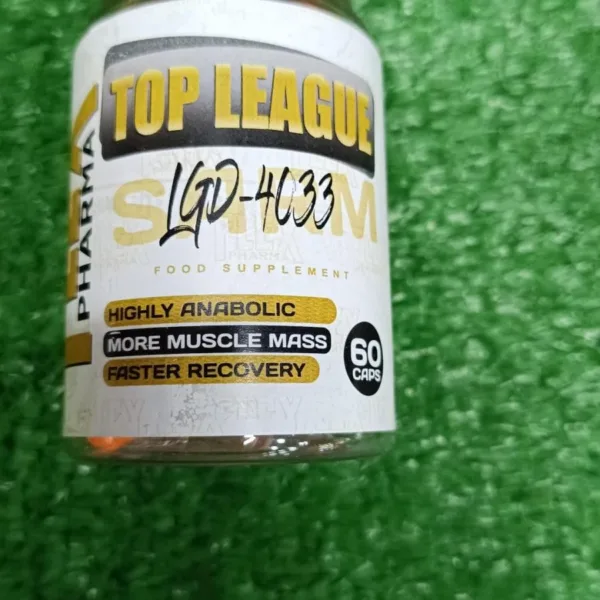 TOP LEAGUE
LGD-4033
SARM
FOOD SUPPLEMENT
HIGHLY ANABOLIC
MORE MUSCLE MASS
FASTER RECOVERY
60
CAPS
PHARMA